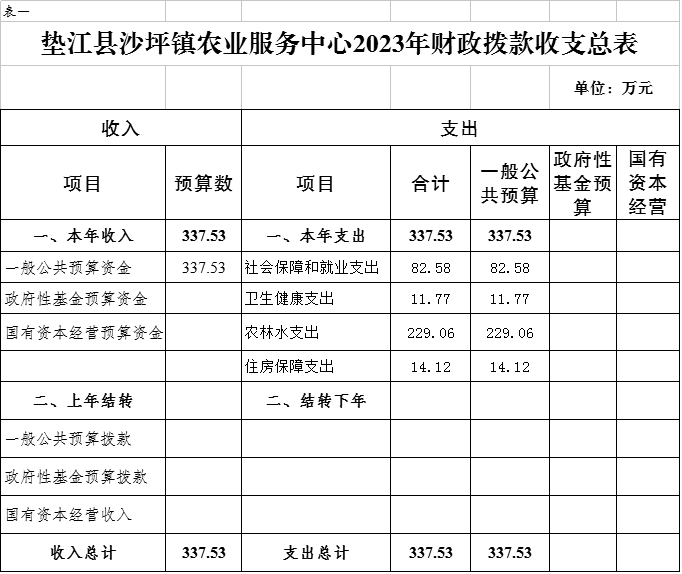 表一
垫江县沙坪镇农业服务中心2023年财政拨款收支总表
单位：万元
收入 支出
项目 预算数 项目 合计 一般公共预算 政府性基金预算 国有资本经营
一、本年收入 337.53 一、本年支出 337.53 337.53
一般公共预算资金 337.53 社会保障和就业支出 82.58 82.58
政府性基金预算资金 卫生健康支出 11.77 11.77
国有资本经营预算资金 农林水支出 229.06 229.06
住房保障支出 14.12 14.12
二、上年结转 二、结转下年
一般公共预算拨款
政府性基金预算拨款
国有资本经营收入
收入总计 337.53 支出总计 337.53 337.53